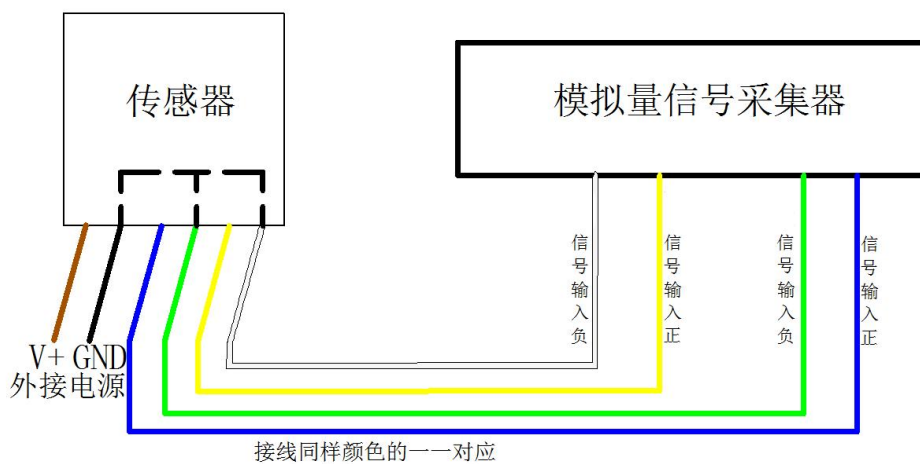 传感器
模拟量信号采集器
信号输入负
信号输入正
信号输入负
信号输入正
V+ GND
外接电源
接线同样颜色的一一对应